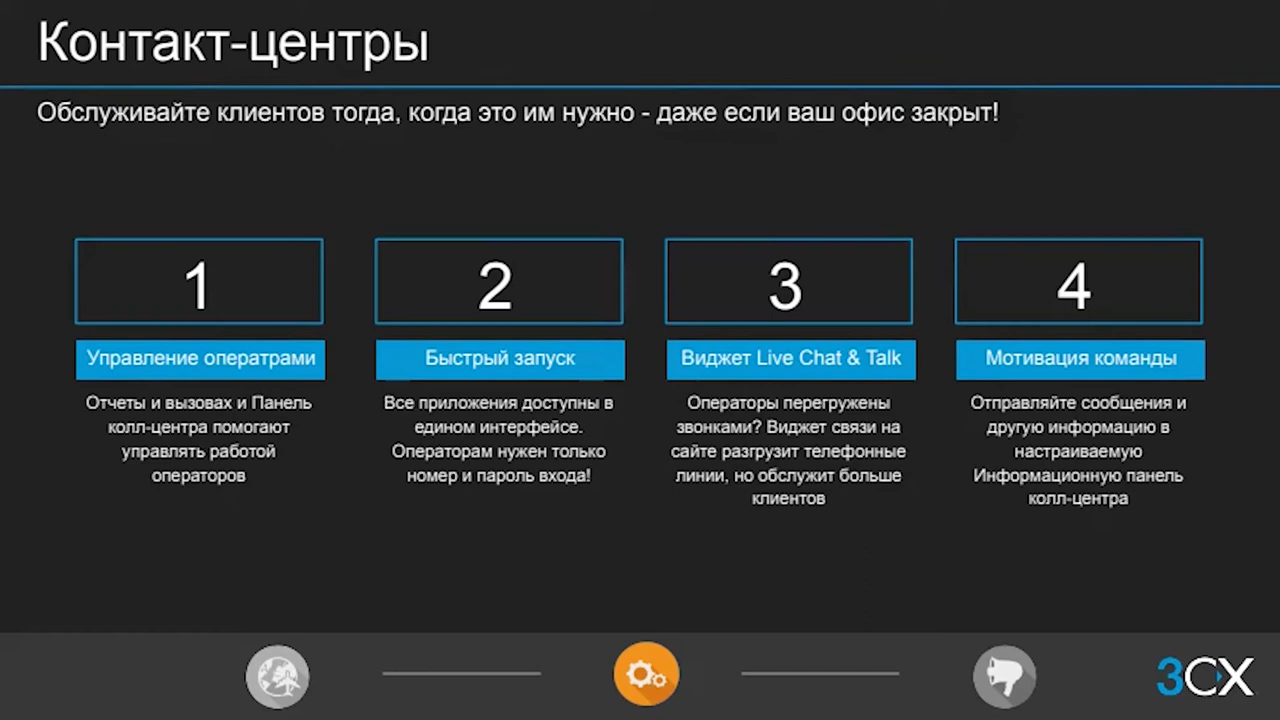 Контакт-центры
Обслуживайте клиентов тогда, когда это им нужно - даже если ваш офис закрыт!
1
Управление оператрами
Отчеты и вызовах и Панель
колл-центра помогают
управлять работой
операторов
2
Быстрый запуск
Все приложения доступны в
едином интерфейсе.
Операторам нужен только
номер и пароль входа!
3
Виджет Live Chat & Talk
Операторы перегружены
звонками? Виджет связи на
сайте разгрузит телефонные
линии, но обслужит больше
клиентов
4
Мотивация команды
Отправляйте сообщения и
другую информацию в
настраиваемую
Информационную панель
колл-центра
3CX